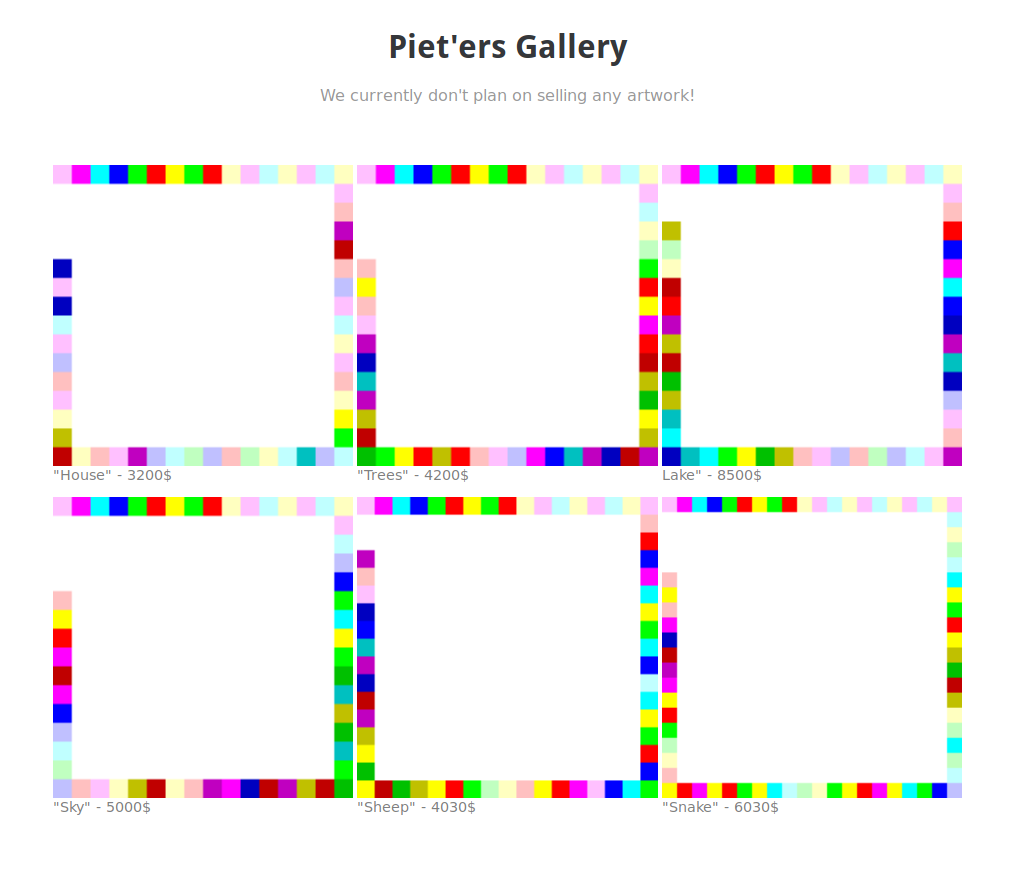 Piet'ers Gallery
We currently don't plan on selling any artwork!
"House" - 3200$
"Trees" - 4200$
Lake" - 8500$
"Sky" - 5000$
"Sheep" - 4030$
"Snake" - 6030$